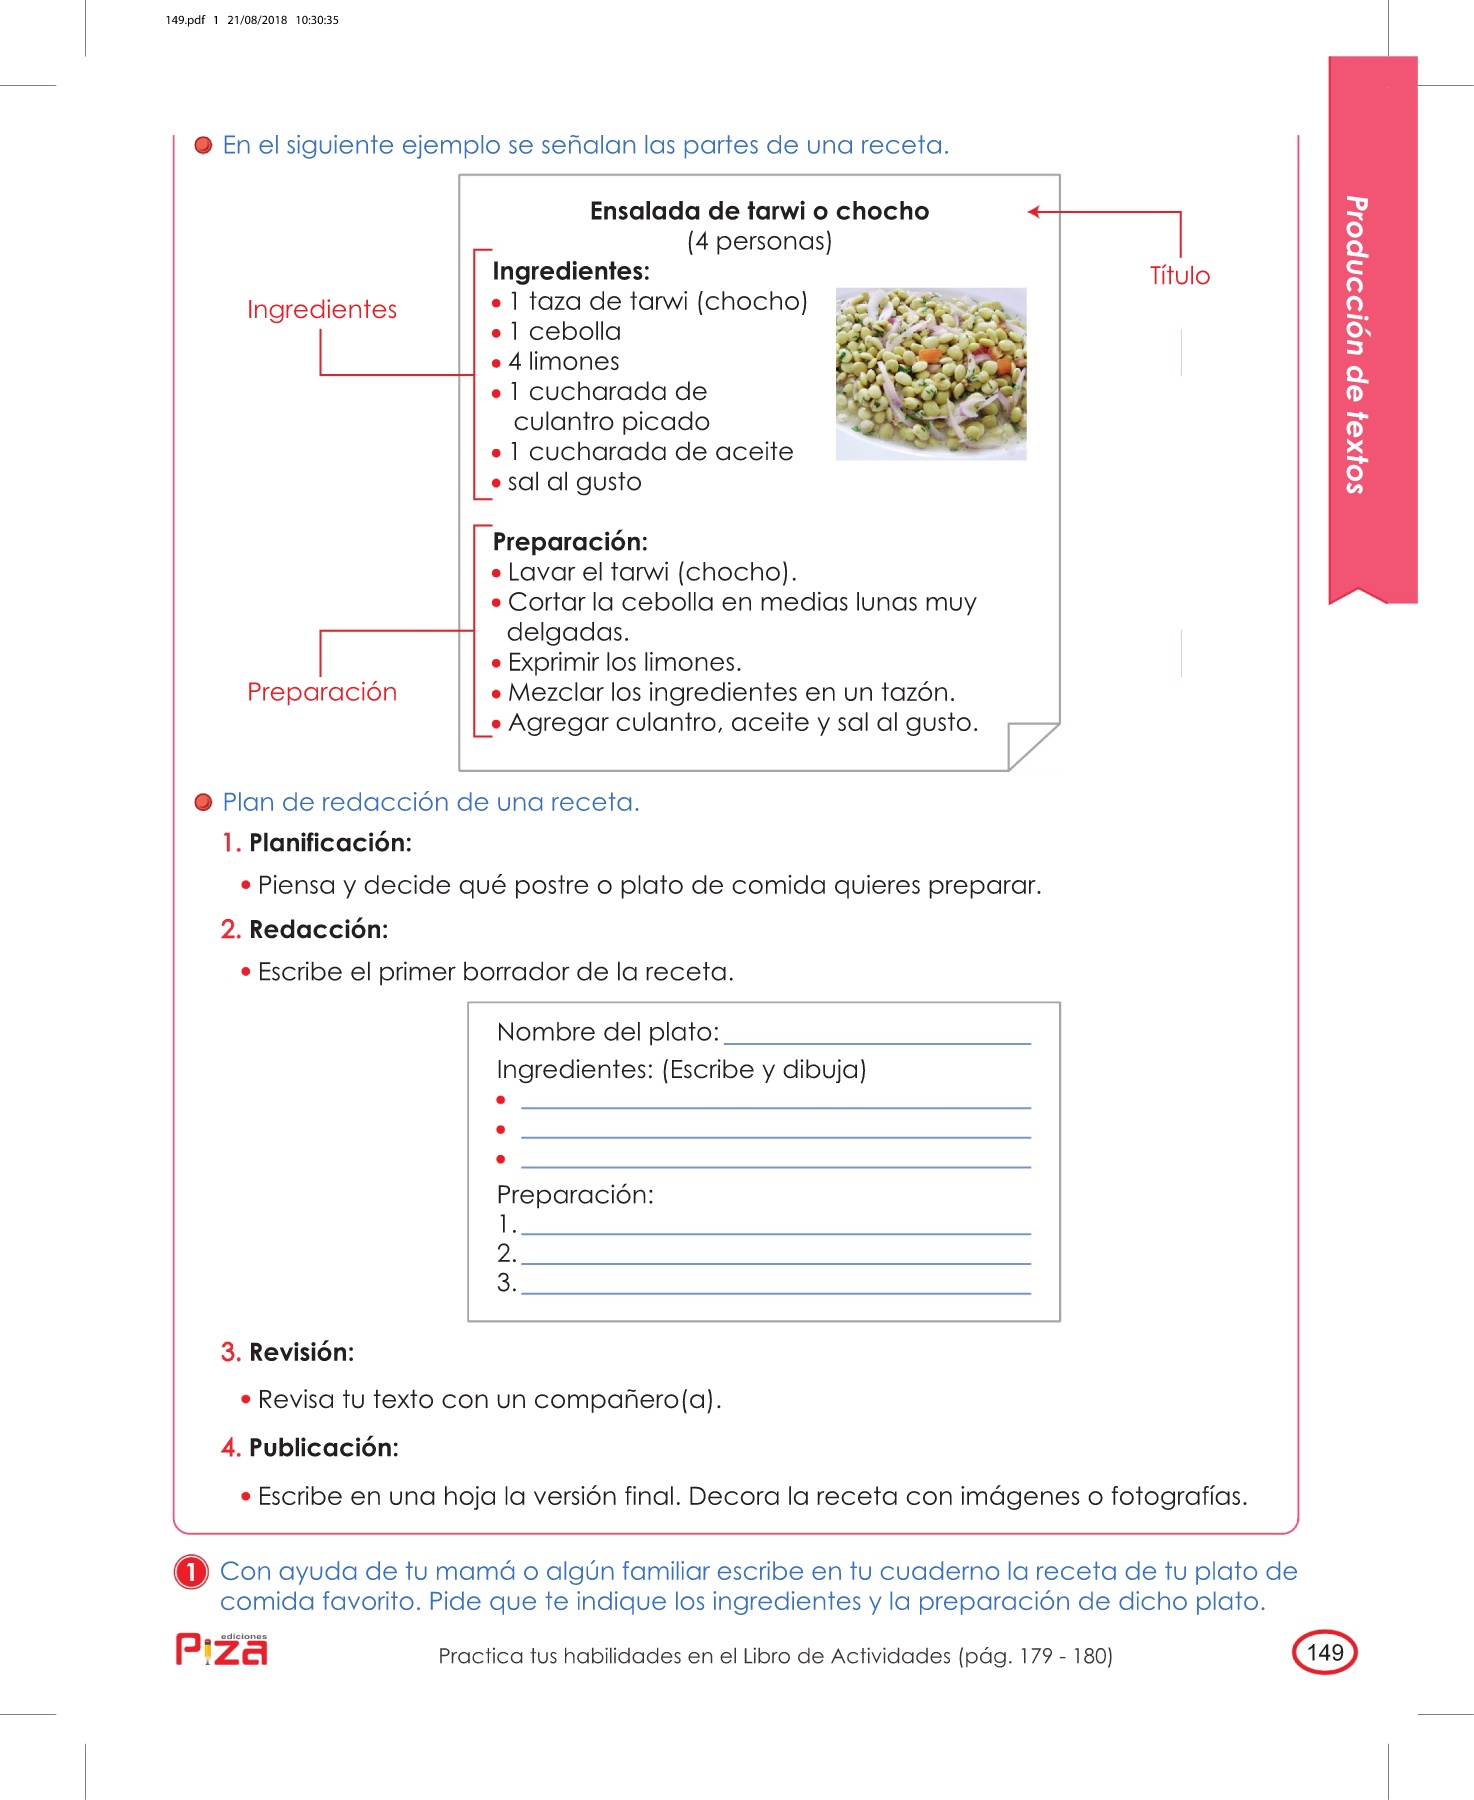 149.pdf 1 21/08/2018 10:30:35
Producción de textos
En el siguiente ejemplo se señalan las partes de una receta.
Ensalada de tarwi o chocho
(4 personas)
Título
Ingredientes
Ingredientes:
• 1 taza de tarwi (chocho)
• 1 cebolla
• 4 limones
• 1 cucharada de
culantro picado
• 1 cucharada de aceite
• sal al gusto
Preparación
Preparación:
• Lavar el tarwi (chocho).
• Cortar la cebolla en medias lunas muy
delgadas.
• Exprimir los limones.
• Mezclar los ingredientes en un tazón.
• Agregar culantro, aceite y sal al gusto.
Plan de redacción de una receta.
1. Planificación:
• Piensa y decide qué postre o plato de comida quieres preparar.
2. Redacción:
• Escribe el primer borrador de la receta.
Nombre del plato:
Ingredientes: (Escribe y dibuja)
Preparación:
1.
2.
3.
3. Revisión:
• Revisa tu texto con un compañero(a).
4. Publicación:
• Escribe en una hoja la versión final. Decora la receta con imágenes o fotografías.
1 Con ayuda de tu mamá o algún familiar escribe en tu cuaderno la receta de tu plato de
comida favorito. Pide que te indique los ingredientes y la preparación de dicho plato.
ediciones
Piza
Practica tus habilidades en el Libro de Actividades (pág. 179 - 180)
149